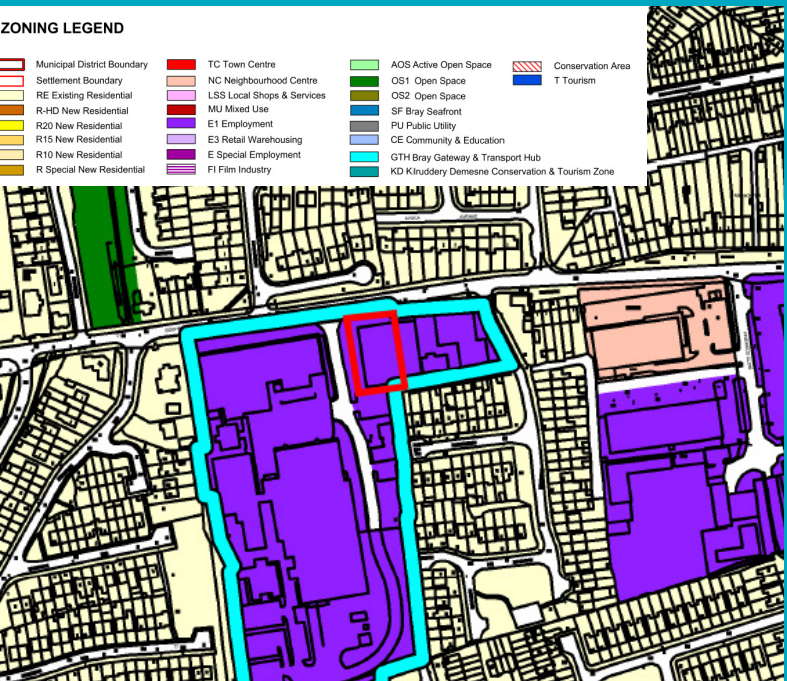 ZONING LEGEND
Municipal District Boundary
Settlement Boundary
RE Existing Residential
R-HD New Residential
R20 New Residential
R15 New Residential
R10 New Residential
R Special New Residential
TC Town Centre
NC Neighbourhood Centre
LSS Local Shops & Services
MU Mixed Use
E1 Employment
E3 Retail Warehousing
E Special Employment
FI Film Industry
AOS Active Open Space
OS1 Open Space
OS2 Open Space
SF Bray Seafront
PU Public Utility
CE Community & Education
GTH Bray Gateway & Transport Hub
KD Kilruddery Demesne Conservation & Tourism Zone
Conservation Area
T Tourism